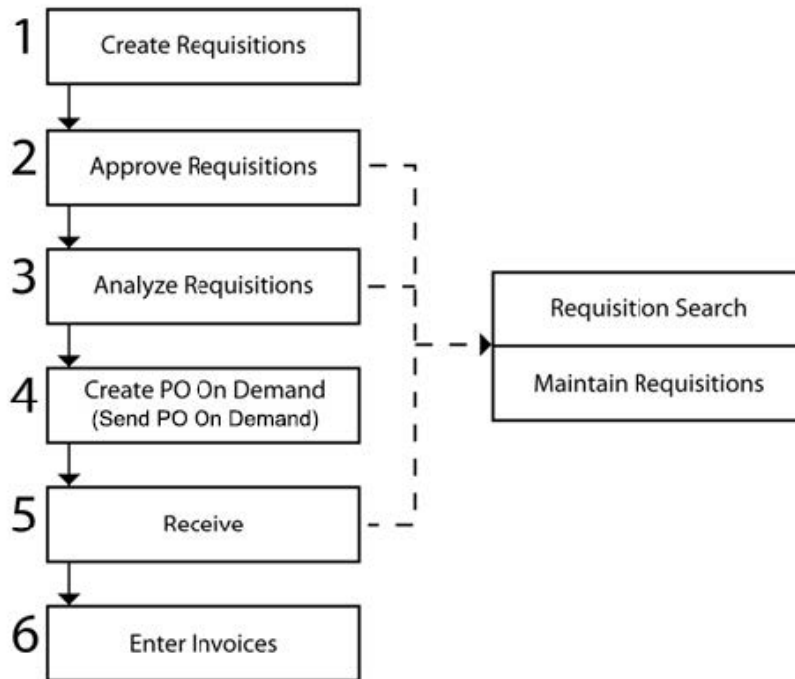 1
Create Requisitions
2
Approve Requisitions
3
Analyze Requisitions
4
Create PO On Demand
(Send PO On Demand)
5
Receive
6
Enter Invoices
Requisition Search
Maintain Requisitions